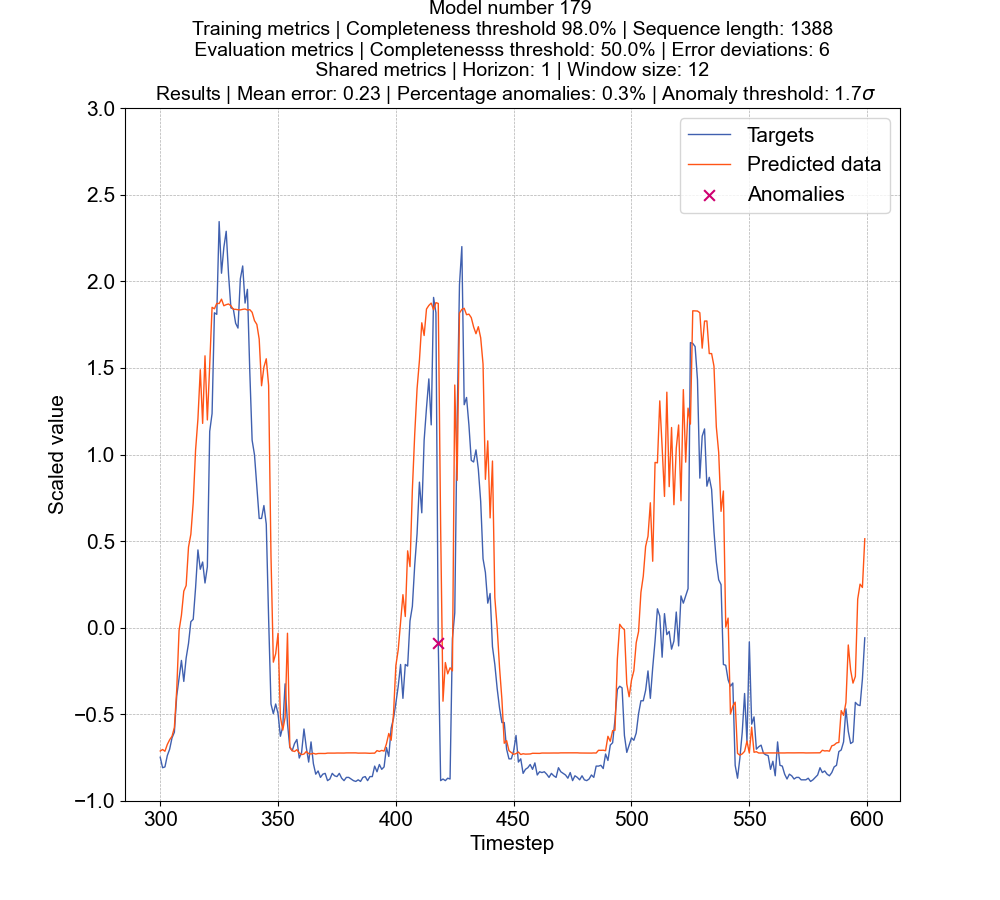 Model number 179
Training metrics | Completeness threshold 98.0% | Sequence length: 1388
Evaluation metrics | Completenesss threshold: 50.0% | Error deviations: 6
Shared metrics | Horizon: 1 | Window size: 12
Results | Mean error: 0.23 | Percentage anomalies: 0.3% | Anomaly threshold: 1.7σ
Targets
Predicted data
Anomalies
3.0
2.5
2.0
1.5
1.0
0.5
0.0
−0.5
−1.0
Scaled value
300 350 400 450 500 550 600
Timestep